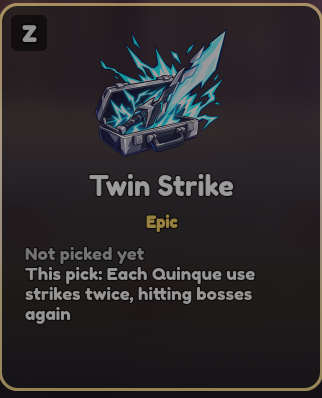 Z
Twin Strike
Epic
Not picked yet
This pick: Each Quinque use
strikes twice, hitting bosses
again